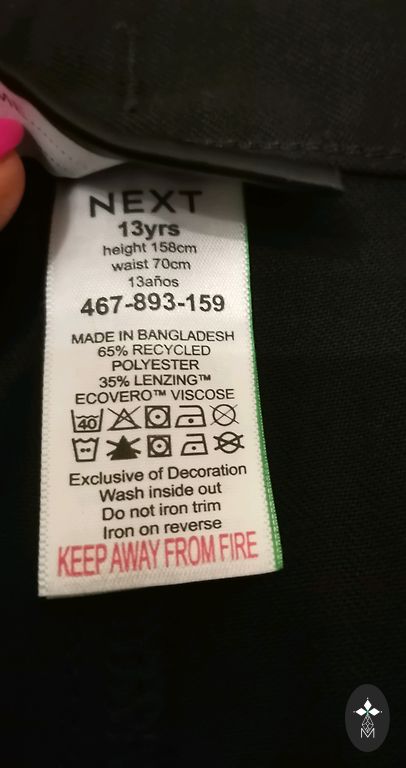 NEXT
13yrs
height 158cm
waist 70cm
13años
467-893-159
MADE IN BANGLADESH
65% RECYCLED
POLYESTER
35% LENZING™
ECOVERO™ VISCOSE
40
Exclusive of Decoration
Wash inside out
Do not iron trim
Iron on reverse
KEEP AWAY FROM FIRE
M